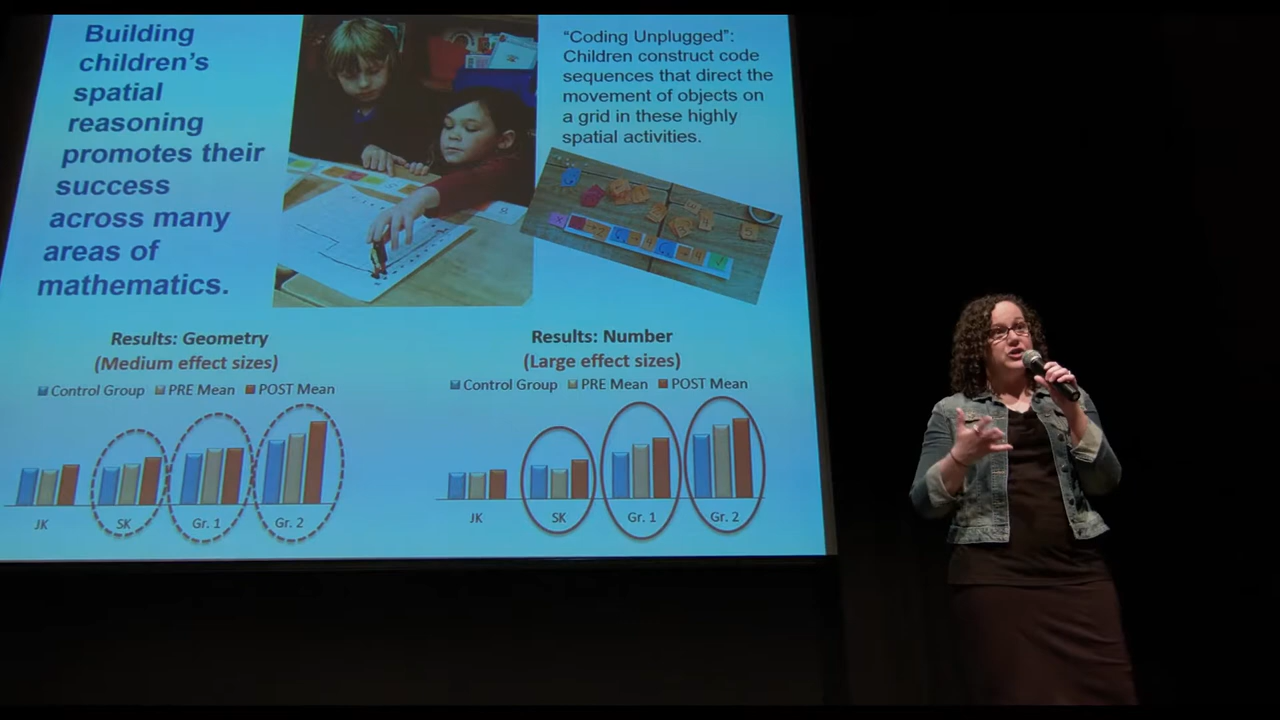 Building
children's
spatial
reasoning
promotes their
success
across many
areas of
mathematics.
"Coding Unplugged":
Children construct code
sequences that direct the
movement of objects on
a grid in these highly
spatial activities.
Results: Geometry
(Medium effect sizes)
Control Group PRE Mean POST Mean
JK SK Gr. 1 Gr. 2
Results: Number
(Large effect sizes)
Control Group PRE Mean POST Mean
JK SK Gr. 1 Gr. 2